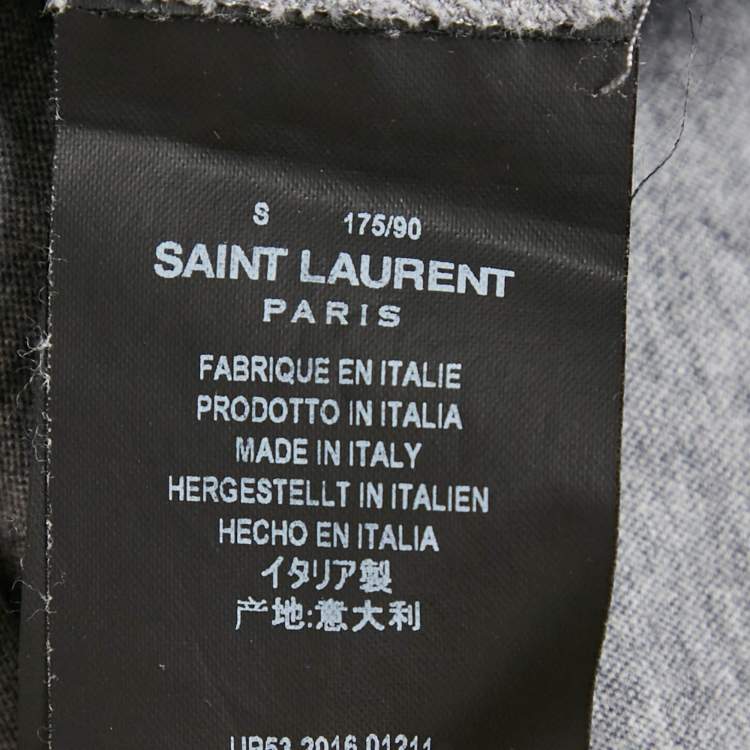 S 175/90
SAINT LAURENT
PARIS
FABRIQUE EN ITALIE
PRODOTTO IN ITALIA
MADE IN ITALY
HERGESTELLT IN ITALIEN
HECHO EN ITALIA
イタリア製
产地:意大利
2016